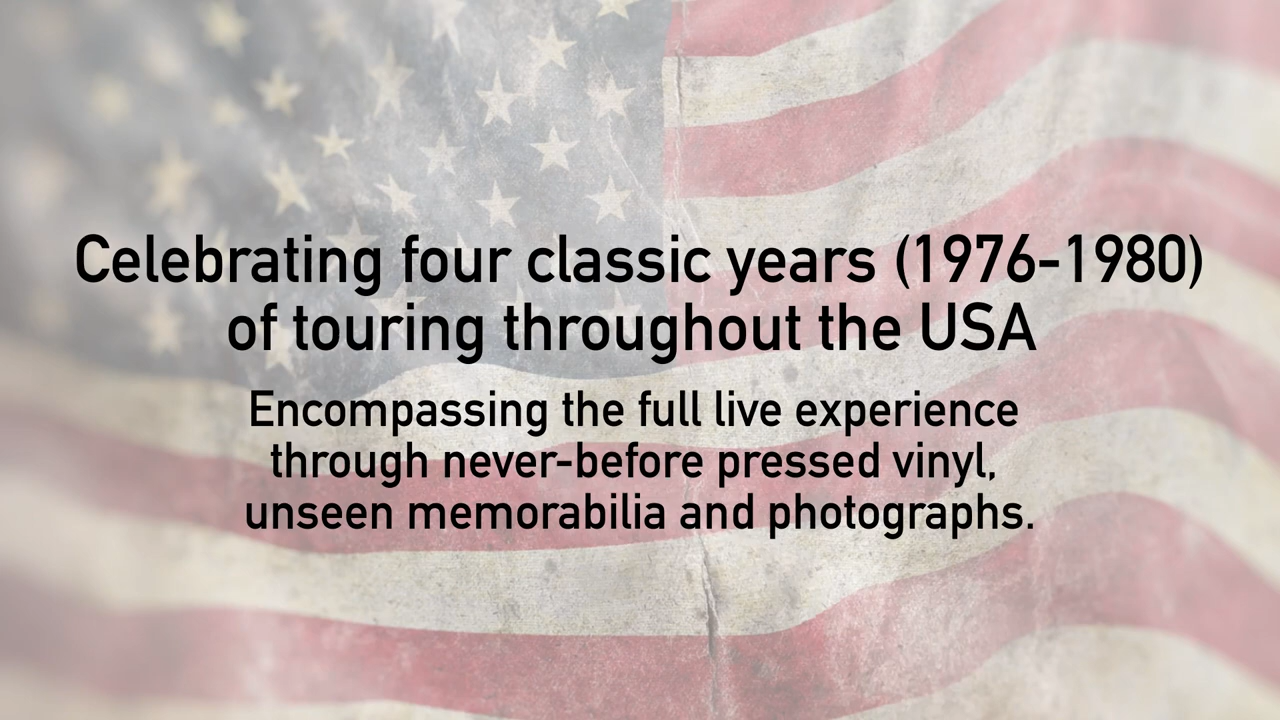 Celebrating four classic years (1976-1980)
of touring throughout the USA
Encompassing the full live experience
through never-before pressed vinyl,
unseen memorabilia and photographs.